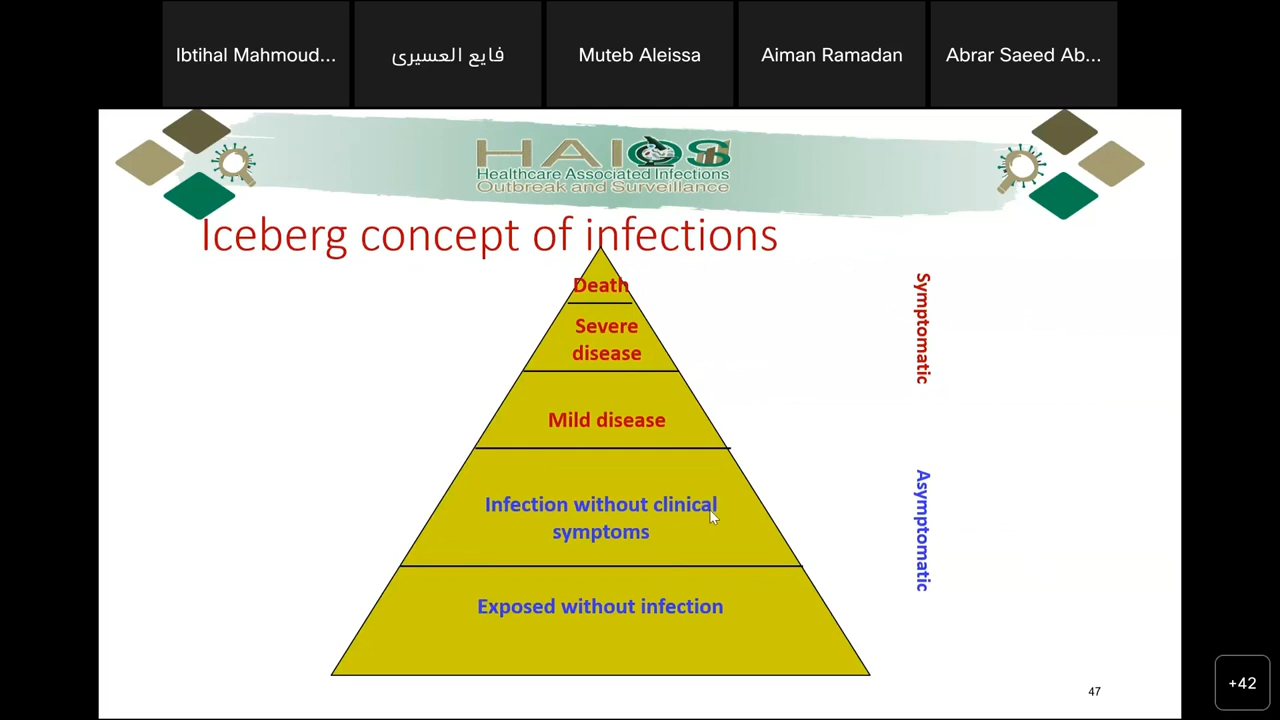 Ibtihal Mahmoud...
فايع العسيرى
Muteb Aleissa
Aiman Ramadan
Abrar Saeed Ab...
HAIOS
Healthcare Associated Infections
Outbreak and Surveillance
Iceberg concept of infections
Death
Severe
disease
Mild disease
Infection without clinical
symptoms
Exposed without infection
Symptomatic
Asymptomatic
47
+42